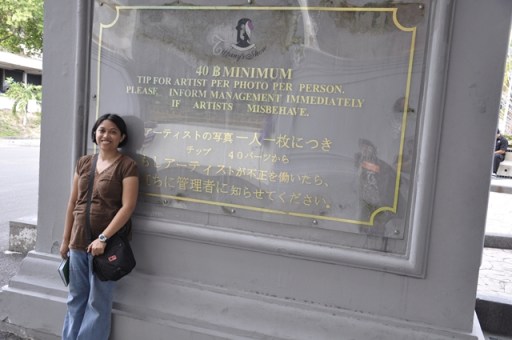 40 ฿ MINIMUM
TIP FOR ARTIST PER PHOTO PER PERSON.
PLEASE INFORM MANAGEMENT IMMEDIATELY
IF ARTISTS MISBEHAVE.
アーティストの写真 一人一枚につき
チップ 40バーツから
アーティストが不正を働いたら、
ちに管理者に知らせてください。